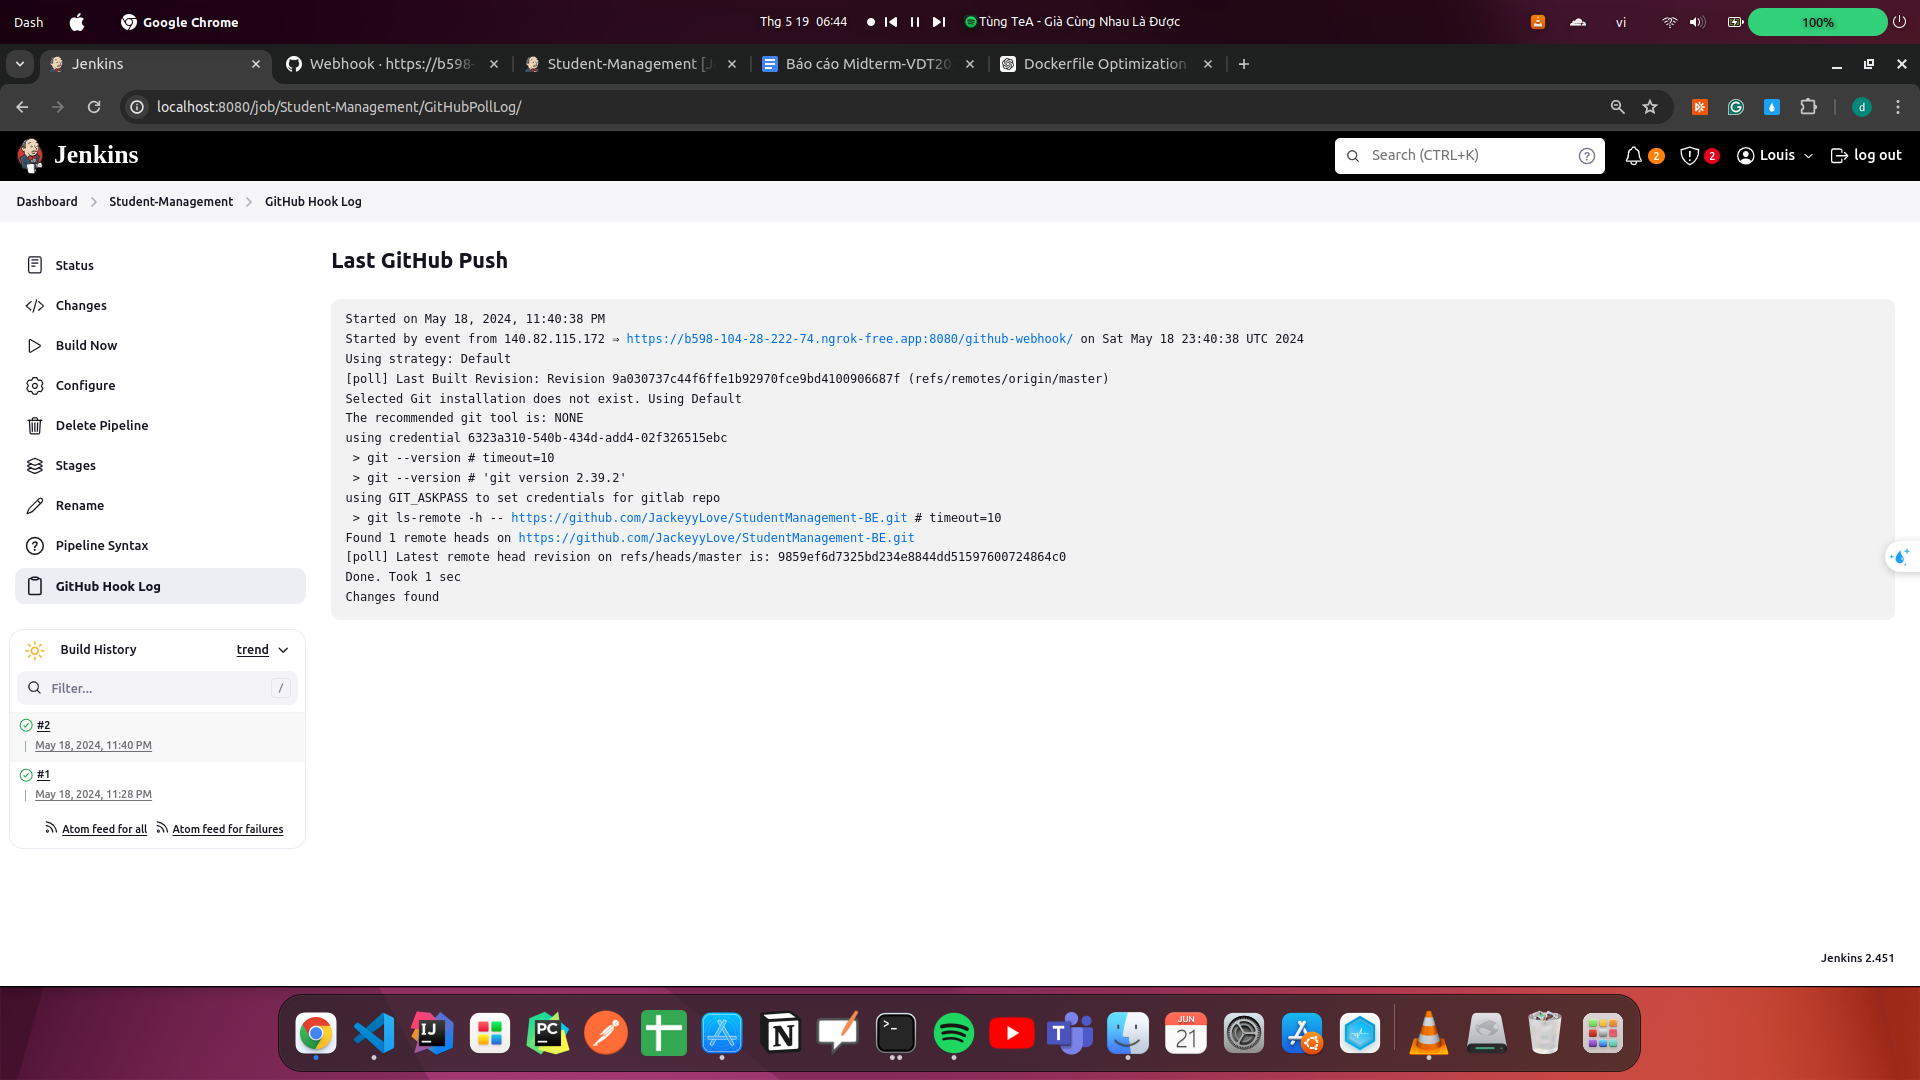 Dash
Google Chrome
Thg 5 19 06:44
Tùng TeA - Già Cùng Nhau Là Được
vi
100%
Jenkins
Webhook · https://b598-
Student-Management [J
Báo cáo Midterm-VDT20
Dockerfile Optimization
localhost:8080/job/Student-Management/GitHubPollLog/
d
Jenkins
Search (CTRL+K)
2
2
Louis
log out
Dashboard
Student-Management
GitHub Hook Log
Status
Changes
Build Now
Configure
Delete Pipeline
Stages
Rename
Pipeline Syntax
GitHub Hook Log
Build History
trend
Filter...
/
#2
May 18, 2024, 11:40 PM
#1
May 18, 2024, 11:28 PM
Atom feed for all
Atom feed for failures
Last GitHub Push
Started on May 18, 2024, 11:40:38 PM
Started by event from 140.82.115.172 ⇒ https://b598-104-28-222-74.ngrok-free.app:8080/github-webhook/ on Sat May 18 23:40:38 UTC 2024
Using strategy: Default
[poll] Last Built Revision: Revision 9a030737c44f6ffe1b92970fce9bd4100906687f (refs/remotes/origin/master)
Selected Git installation does not exist. Using Default
The recommended git tool is: NONE
using credential 6323a310-540b-434d-add4-02f326515ebc
> git --version # timeout=10
> git --version # 'git version 2.39.2'
using GIT_ASKPASS to set credentials for gitlab repo
> git ls-remote -h -- https://github.com/JackeyyLove/StudentManagement-BE.git # timeout=10
Found 1 remote heads on https://github.com/JackeyyLove/StudentManagement-BE.git
[poll] Latest remote head revision on refs/heads/master is: 9859ef6d7325bd234e8844dd51597600724864c0
Done. Took 1 sec
Changes found
Jenkins 2.451
IJ
PC
N
>_
T
JUN
21